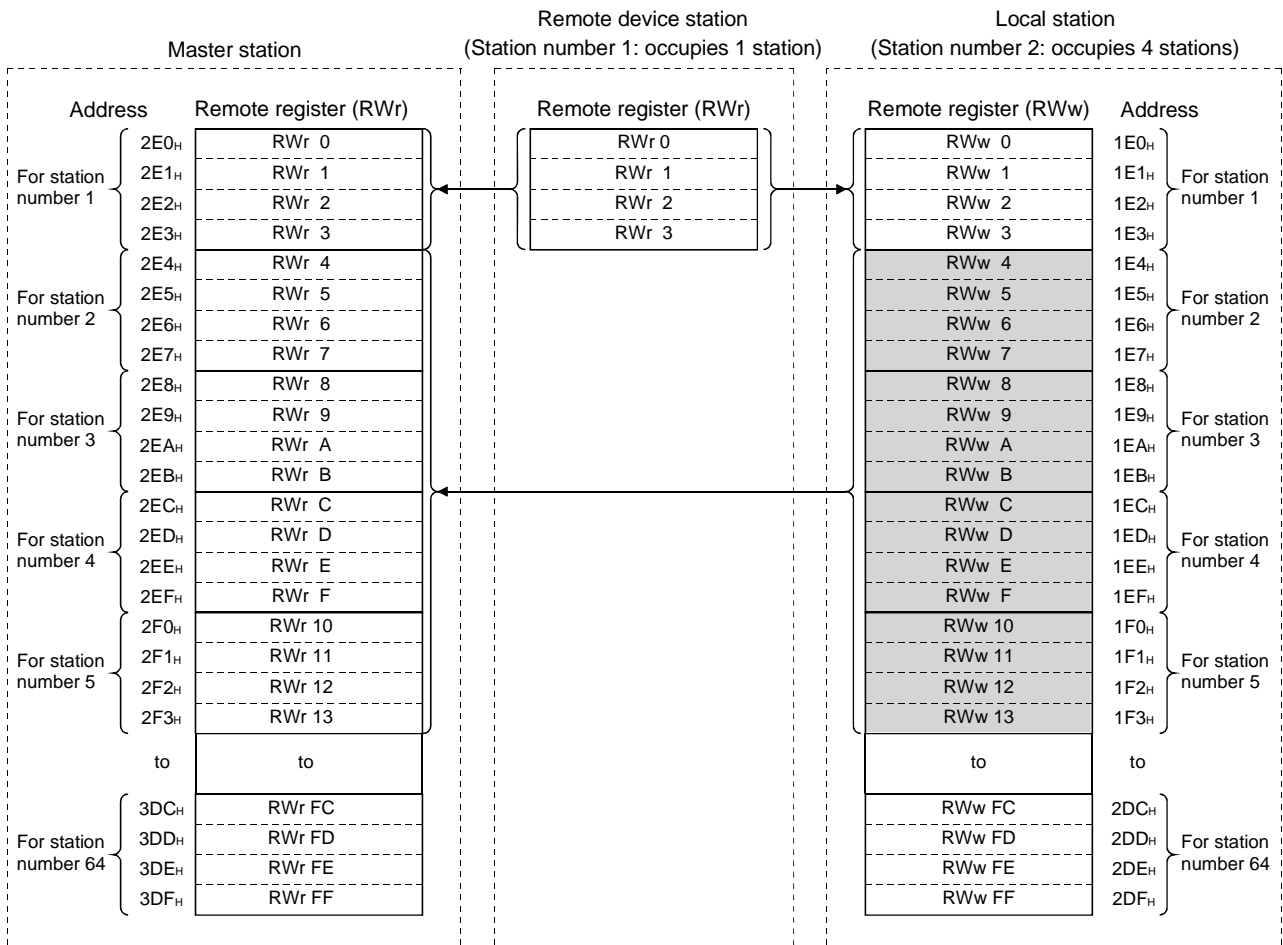 Remote device station
Local station
Master station
(Station number 1: occupies 1 station)
(Station number 2: occupies 4 stations)
Address Remote register (RWr) Remote register (RWr) Remote register (RWw) Address
2E0H RWr 0 RWr 0 RWw 0 1E0H
2E1H RWr 1 RWr 1 RWw 1 1E1H
For station number 1
For station number 1
2E2H RWr 2 RWr 2 RWw 2 1E2H
2E3H RWr 3 RWr 3 RWw 3 1E3H
2E4H RWr 4 RWw 4 1E4H
2E5H RWr 5 RWw 5 1E5H
For station number 2
For station number 2
2E6H RWr 6 RWw 6 1E6H
2E7H RWr 7 RWw 7 1E7H
2E8H RWr 8 RWw 8 1E8H
2E9H RWr 9 RWw 9 1E9H
For station number 3
For station number 3
2EAH RWr A RWw A 1EAH
2EBH RWr B RWw B 1EBH
2ECH RWr C RWw C 1ECH
2EDH RWr D RWw D 1EDH
For station number 4
For station number 4
2EEH RWr E RWw E 1EEH
2EFH RWr F RWw F 1EFH
2F0H RWr 10 RWw 10 1F0H
2F1H RWr 11 RWw 11 1F1H
For station number 5
For station number 5
2F2H RWr 12 RWw 12 1F2H
2F3H RWr 13 RWw 13 1F3H
to to to to
3DCH RWr FC RWw FC 2DCH
3DDH RWr FD RWw FD 2DDH
For station number 64
For station number 64
3DEH RWr FE RWw FE 2DEH
3DFH RWr FF RWw FF 2DFH